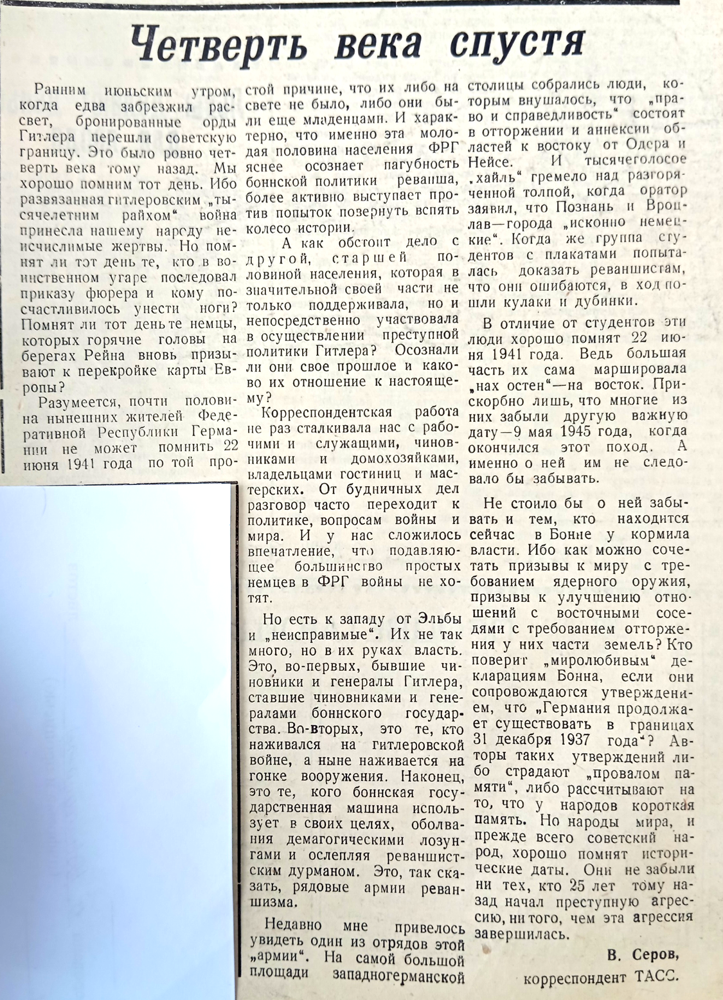 Четверть века спустя
Ранним июньским утром,
когда едва забрезжил рас-
свет, бронированные орды
Гитлера перешли советскую
границу. Это было ровно чет-
верть века тому назад. Мы
хорошо помним тот день. Ибо
развязанная гитлеровским „ты-
сячелетним райхом“ война
принесла нашему народу не-
исчислимые жертвы. Но пом-
нят ли тот день те, кто в во-
инственном угаре последовал
приказу фюрера и кому по-
счастливилось унести ноги?
Помнят ли тот день те немцы,
которых горячие головы на
берегах Рейна вновь призы-
вают к перекройке карты Ев-
ропы?
Разумеется, почти полови-
на нынешних жителей Феде-
ративной Республики Герма-
нии не может помнить 22
июня 1941 года по той про-
стой причине, что их либо на
свете не было, либо они бы-
ли еще младенцами. И харак-
терно, что именно эта моло-
дая половина населения ФРГ
яснее осознает пагубность
боннской политики реванша,
более активно выступает про-
тив попыток позернуть вспять
колесо истории.
А как обстоит дело с
другой, старшей по-
ловиной населения, которая в
значительной своей части не
только поддерживала, но и
непосредственно участвовала
в осуществлении преступной
политики Гитлера? Осознали
ли они свое прошлое и како-
во их отношение к настояще-
му?
Корреспондентская работа
не раз сталкивала нас с рабо-
чими и служащими, чинов-
никами и домохозяйками,
владельцами гостиниц и мас-
терских. От будничных дел
разговор часто переходит к
политике, вопросам войны и
мира. И у нас сложилось
впечатление, что подавляю-
щее большинство простых
немцев в ФРГ войны не хо-
тят.
Но есть к западу от Эльбы
и „неисправимые“. Их не так
много, но в их руках власть.
Это, во-первых, бывшие чи-
новники и генералы Гитлера,
ставшие чиновниками и гене-
ралами боннского государ-
ства. Во-вторых, это те, кто
наживался на гитлеровской
войне, а ныне наживается на
гонке вооружения. Наконец,
это те, кого боннская госу-
дарственная машина исполь-
зует в своих целях, оболва-
ния демагогическими лозун-
гами и ослепляя реваншист-
ским дурманом. Это, так ска-
зать, рядовые армии реван-
шизма.
Недавно мне привелось
увидеть один из отрядов этой
„армии“. На самой большой
площади западногерманской
столицы собрались люди, ко-
торым внушалось, что „пра-
во и справедливость“ состоят
в отторжении и аннексии об-
ластей к востоку от Одера и
Нейсе. И тысячеголосое
„хайль“ гремело над разгоря-
ченной толпой, когда оратор
заявил, что Познань и Вроц-
лав—города „исконно немец-
кие“. Когда же группа сту-
дентов с плакатами попыта-
лась доказать реваншистам,
что они ошибаются, в ход по-
шли кулаки и дубинки.
В отличие от студентов эти
люди хорошо помнят 22 ию-
ня 1941 года. Ведь большая
часть их сама маршировала
„нах остен“—на восток. При-
скорбно лишь, что многие из
них забыли другую важную
дату—9 мая 1945 года, когда
окончился этот поход. А
именно о ней им не следо-
вало бы забывать.
Не стоило бы о ней забы-
вать и тем, кто находится
сейчас в Бонне у кормила
власти. Ибо как можно соче-
тать призывы к миру с тре-
бованием ядерного оружия,
призывы к улучшению отно-
шений с восточными сосе-
дями с требованием отторже-
ния у них части земель? Кто
поверит „миролюбивым“ де-
кларациям Бонна, если они
сопровождаются утверждени-
ем, что „Германия продолжа-
ет существовать в границах
31 декабря 1937 года“? Ав-
торы таких утверждений ли-
бо страдают „провалом па-
мяти“, либо рассчитывают на
то, что у народов короткая
память. Но народы мира, и
прежде всего советский на-
род, хорошо помнят истори-
ческие даты. Они не забыли
ни тех, кто 25 лет тому на-
зад начал преступную агрес-
сию, ни того, чем эта агрессия
завершилась.
В. Серов,
корреспондент ТАСС.